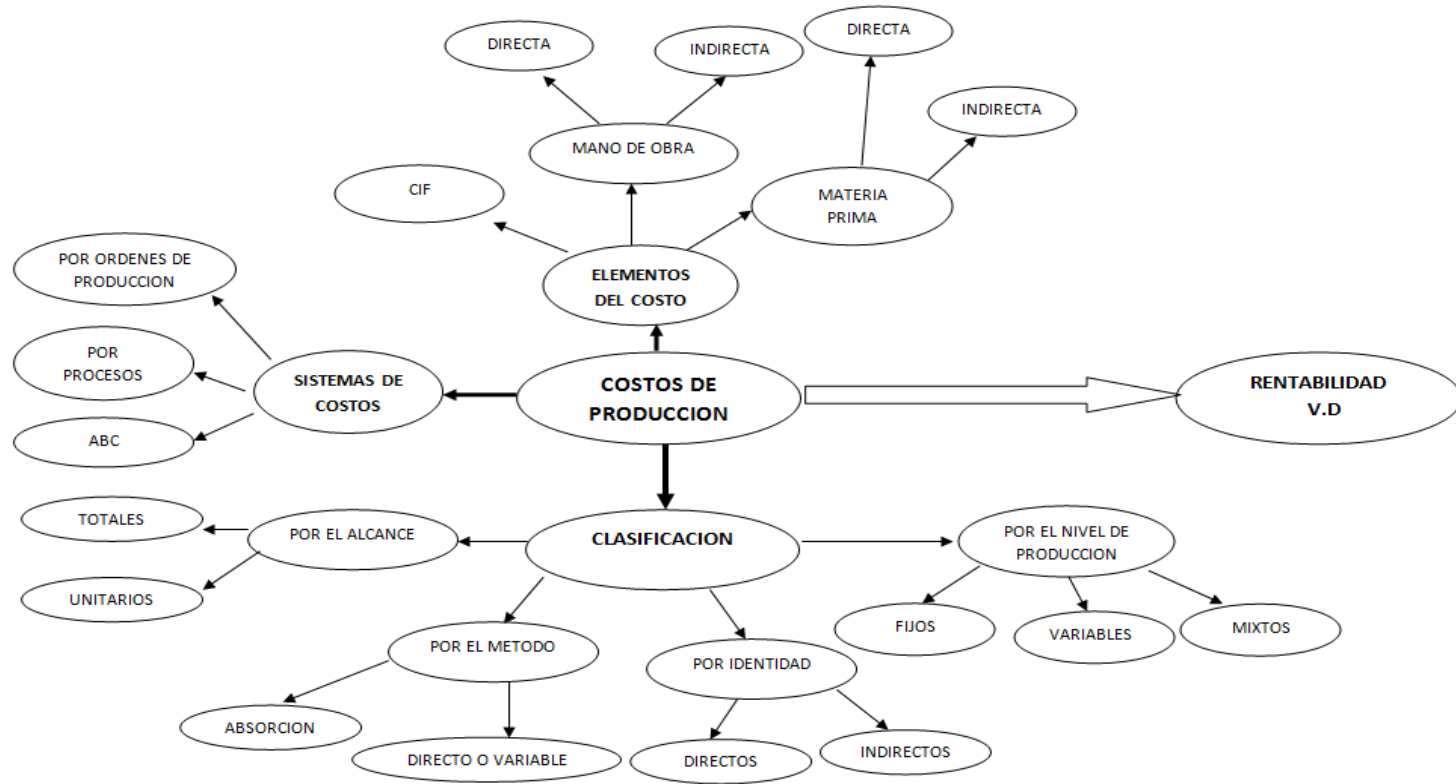 DIRECTA
INDIRECTA
DIRECTA
INDIRECTA
MANO DE OBRA
CIF
MATERIA
PRIMA
POR ORDENES DE
PRODUCCION
ELEMENTOS
DEL COSTO
POR
PROCESOS
SISTEMAS DE
COSTOS
COSTOS DE
PRODUCCION
RENTABILIDAD
V.D
ABC
TOTALES
POR EL ALCANCE
CLASIFICACION
POR EL NIVEL DE
PRODUCCION
UNITARIOS
FIJOS
VARIABLES
MIXTOS
POR EL METODO
POR IDENTIDAD
ABSORCION
DIRECTO O VARIABLE
DIRECTOS
INDIRECTOS